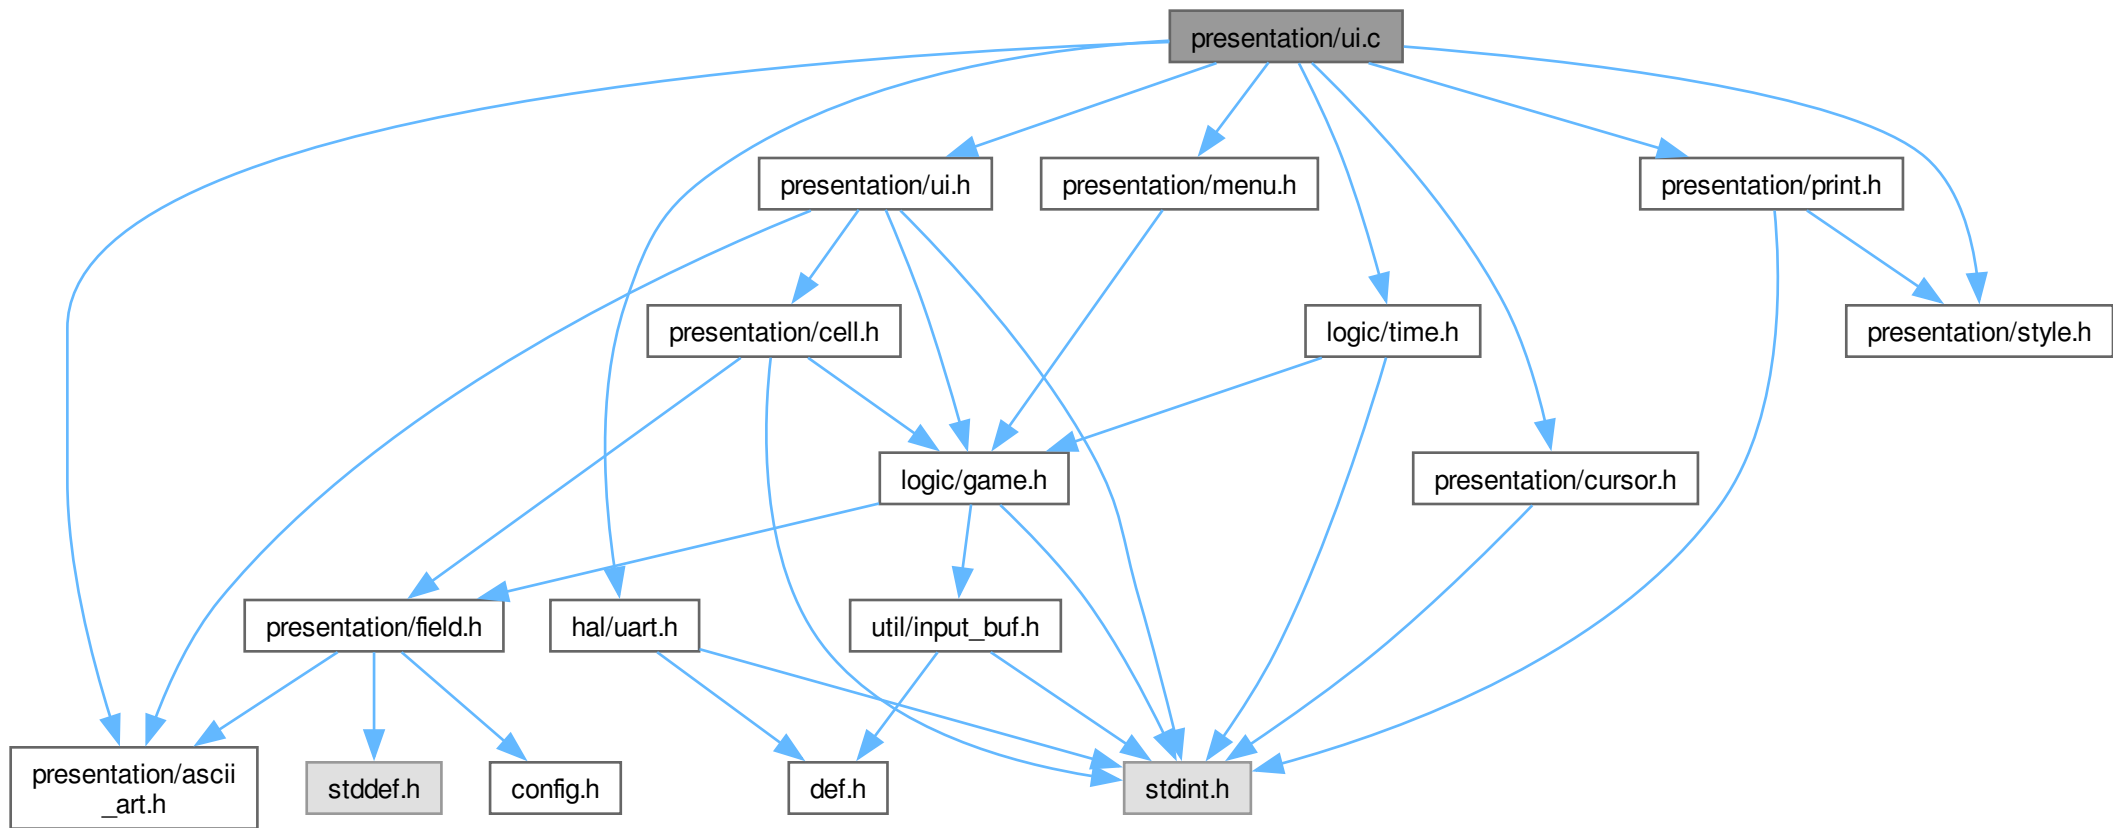 presentation/ui.c
presentation/ui.h
presentation/menu.h
presentation/print.h
presentation/cell.h
logic/time.h
presentation/style.h
logic/game.h
presentation/cursor.h
presentation/field.h
hal/uart.h
util/input_buf.h
presentation/ascii
_art.h
stddef.h
config.h
def.h
stdint.h